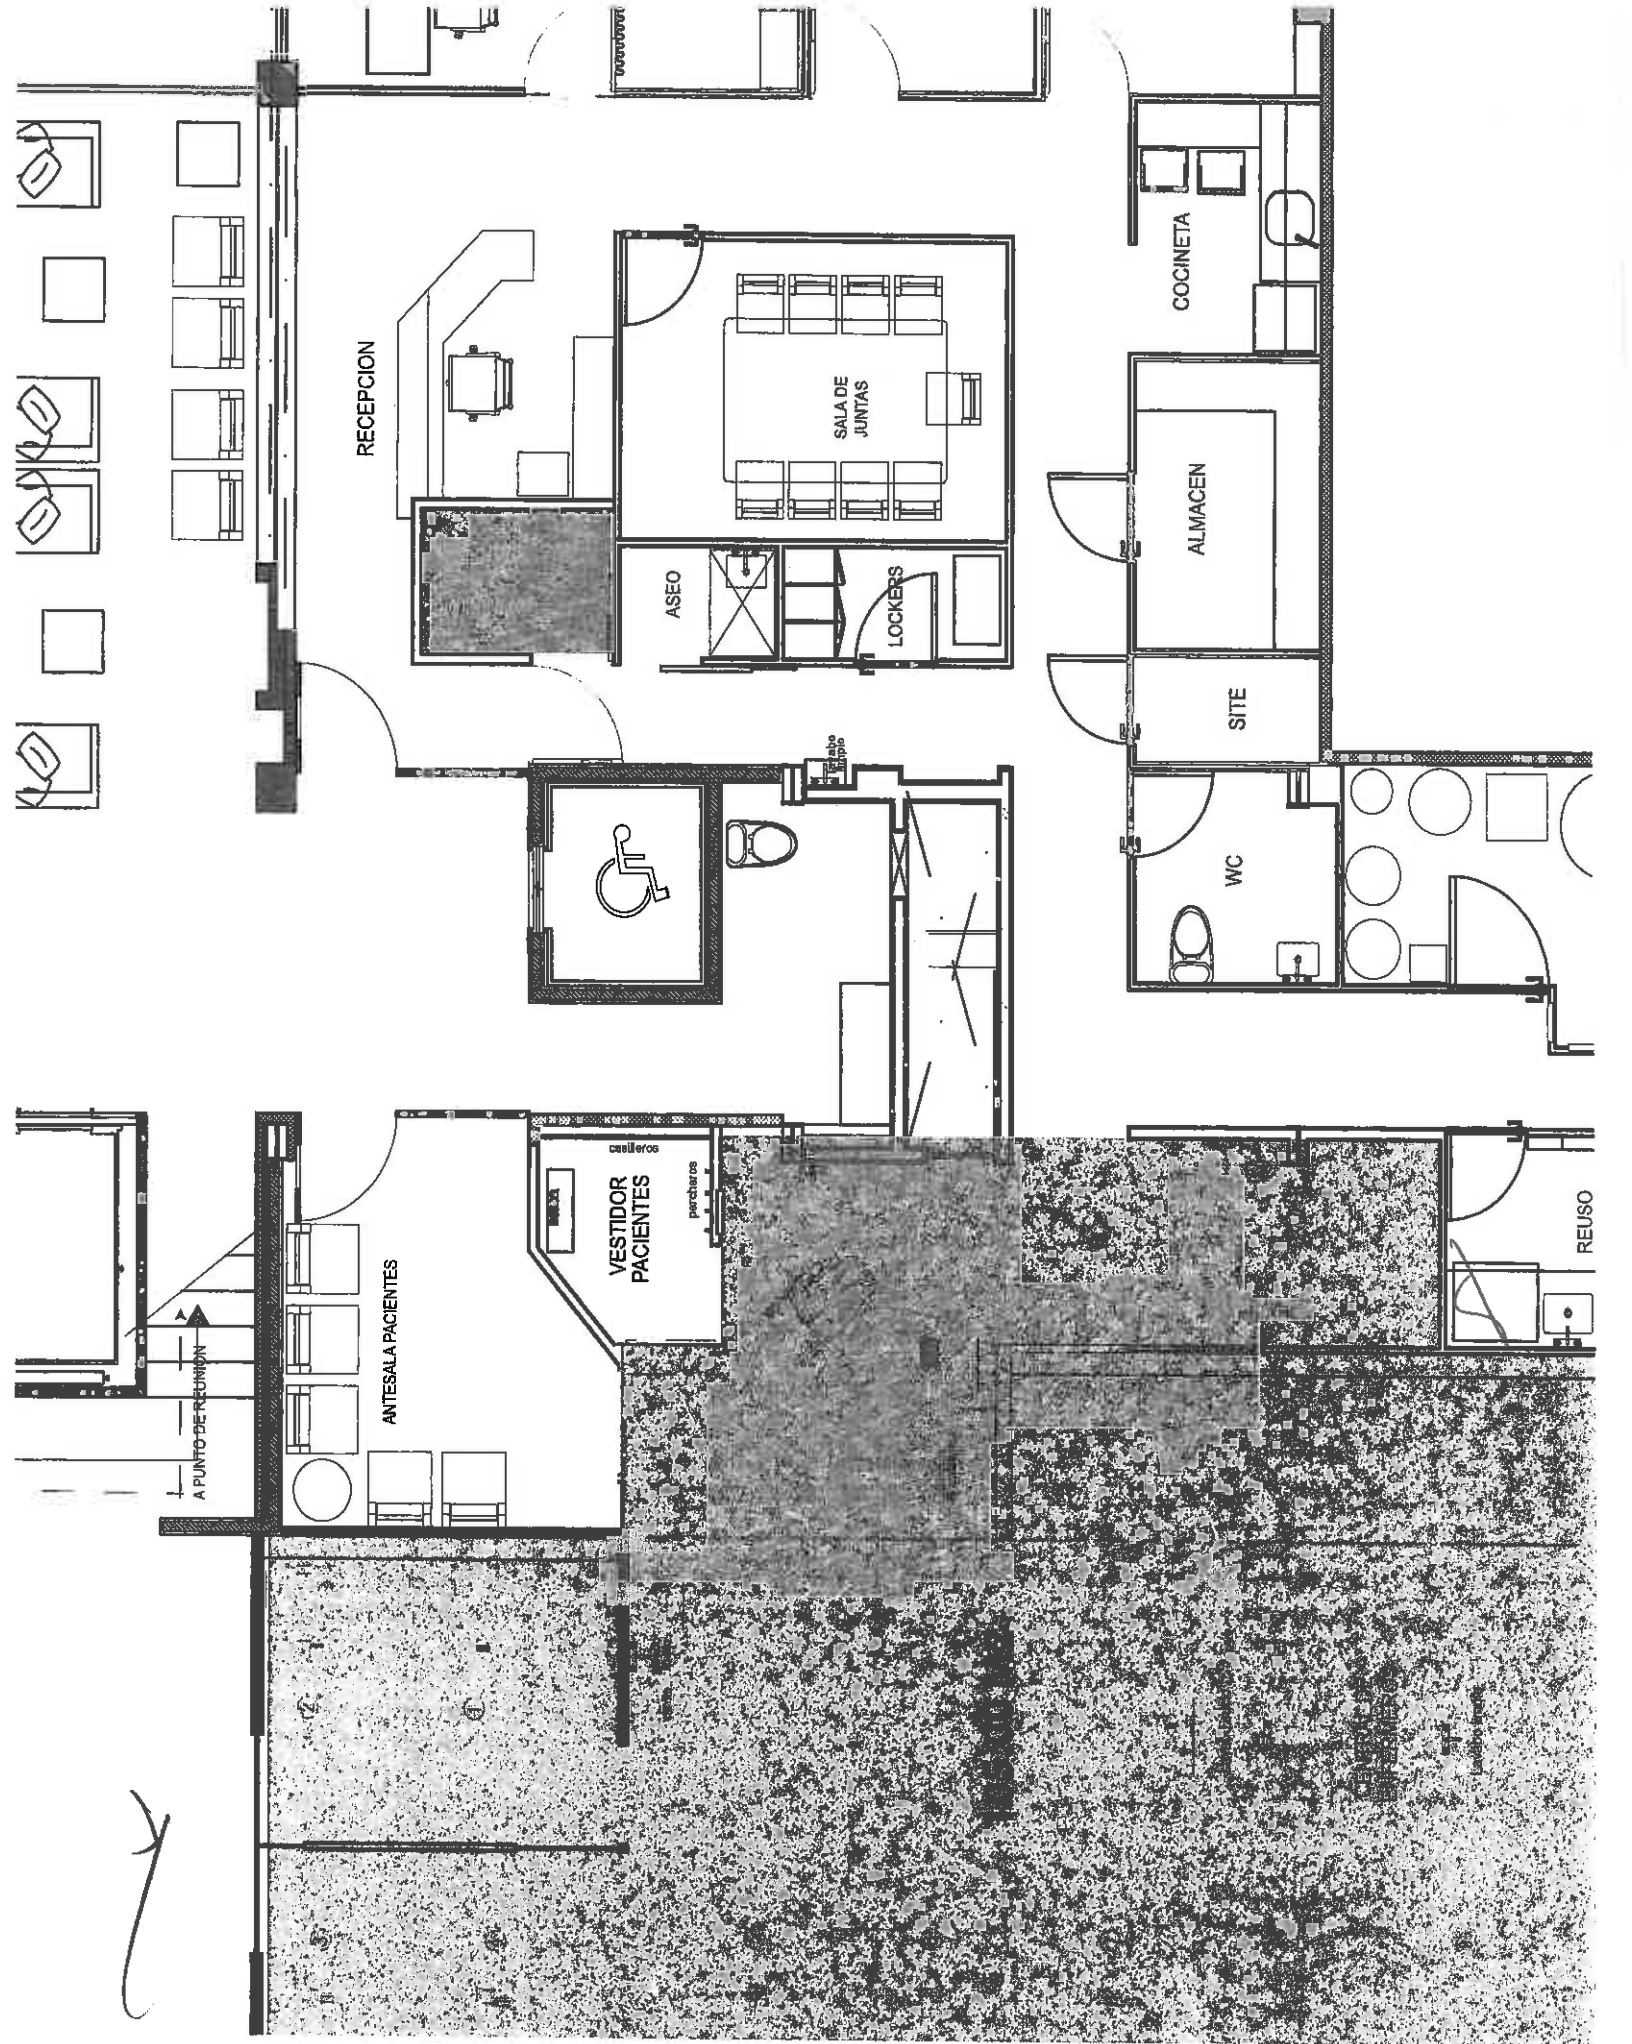 RECEPCION
SALA DE
JUNTAS
COCINETA
ALMACEN
ASEO
LOCKERS
SITE
WC
casilleros
percheros
VESTIDOR
PACIENTES
ANTESALA PACIENTES
A PUNTO DE REUNION
REUSO